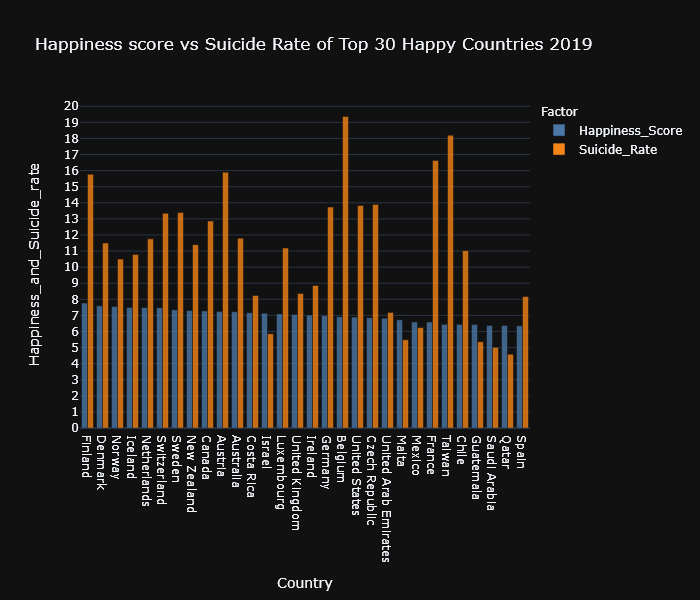 Happiness score vs Suicide Rate of Top 30 Happy Countries 2019
Factor
Happiness_Score
Suicide_Rate
Happiness_and_Suicide_rate
20
19
18
17
16
15
14
13
12
11
10
9
8
7
6
5
4
3
2
1
0
Finland
Denmark
Norway
Iceland
Netherlands
Switzerland
Sweden
New Zealand
Canada
Austria
Australia
Costa Rica
Israel
Luxembourg
United Kingdom
Ireland
Germany
Belgium
United States
Czech Republic
United Arab Emirates
Malta
Mexico
France
Taiwan
Chile
Guatemala
Saudi Arabia
Qatar
Spain
Country